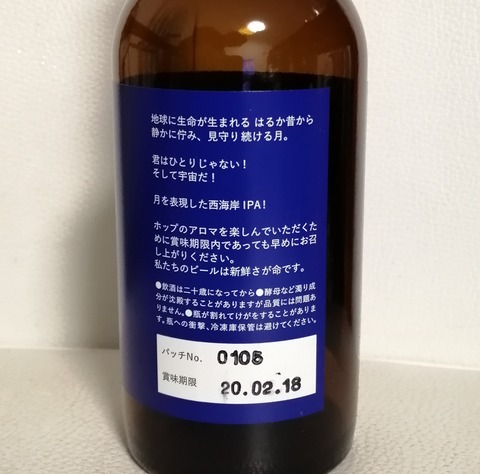 地球に生命が生まれる はるか昔から
静かに佇み、見守り続ける月。
君はひとりじゃない！
そして宇宙だ！
月を表現した西海岸 IPA！
ホップのアロマを楽しんでいただくた
めに賞味期限内であっても早めにお召
し上がりください。
私たちのビールは新鮮さが命です。
●飲酒は二十歳になってから●酵母など濁り成
分が沈殿することがありますが品質には問題あ
りません。●瓶が割れてけがをすることがありま
す。瓶への衝撃、冷凍庫保管は避けてください。
バッチNo. 0105
賞味期限 20.02.18